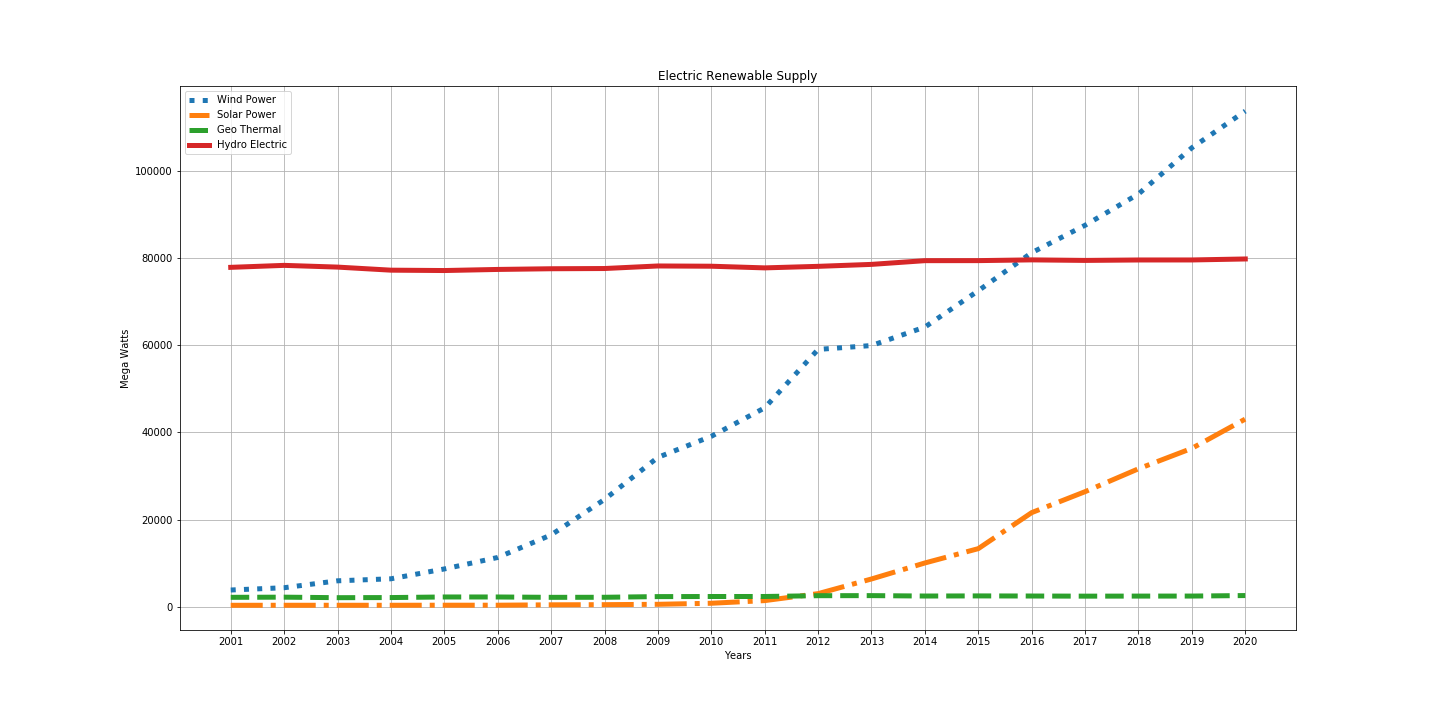 Electric Renewable Supply
Wind Power
Solar Power
Geo Thermal
Hydro Electric
100000
80000
60000
40000
20000
0
Mega Watts
2001 2002 2003 2004 2005 2006 2007 2008 2009 2010 2011 2012 2013 2014 2015 2016 2017 2018 2019 2020
Years